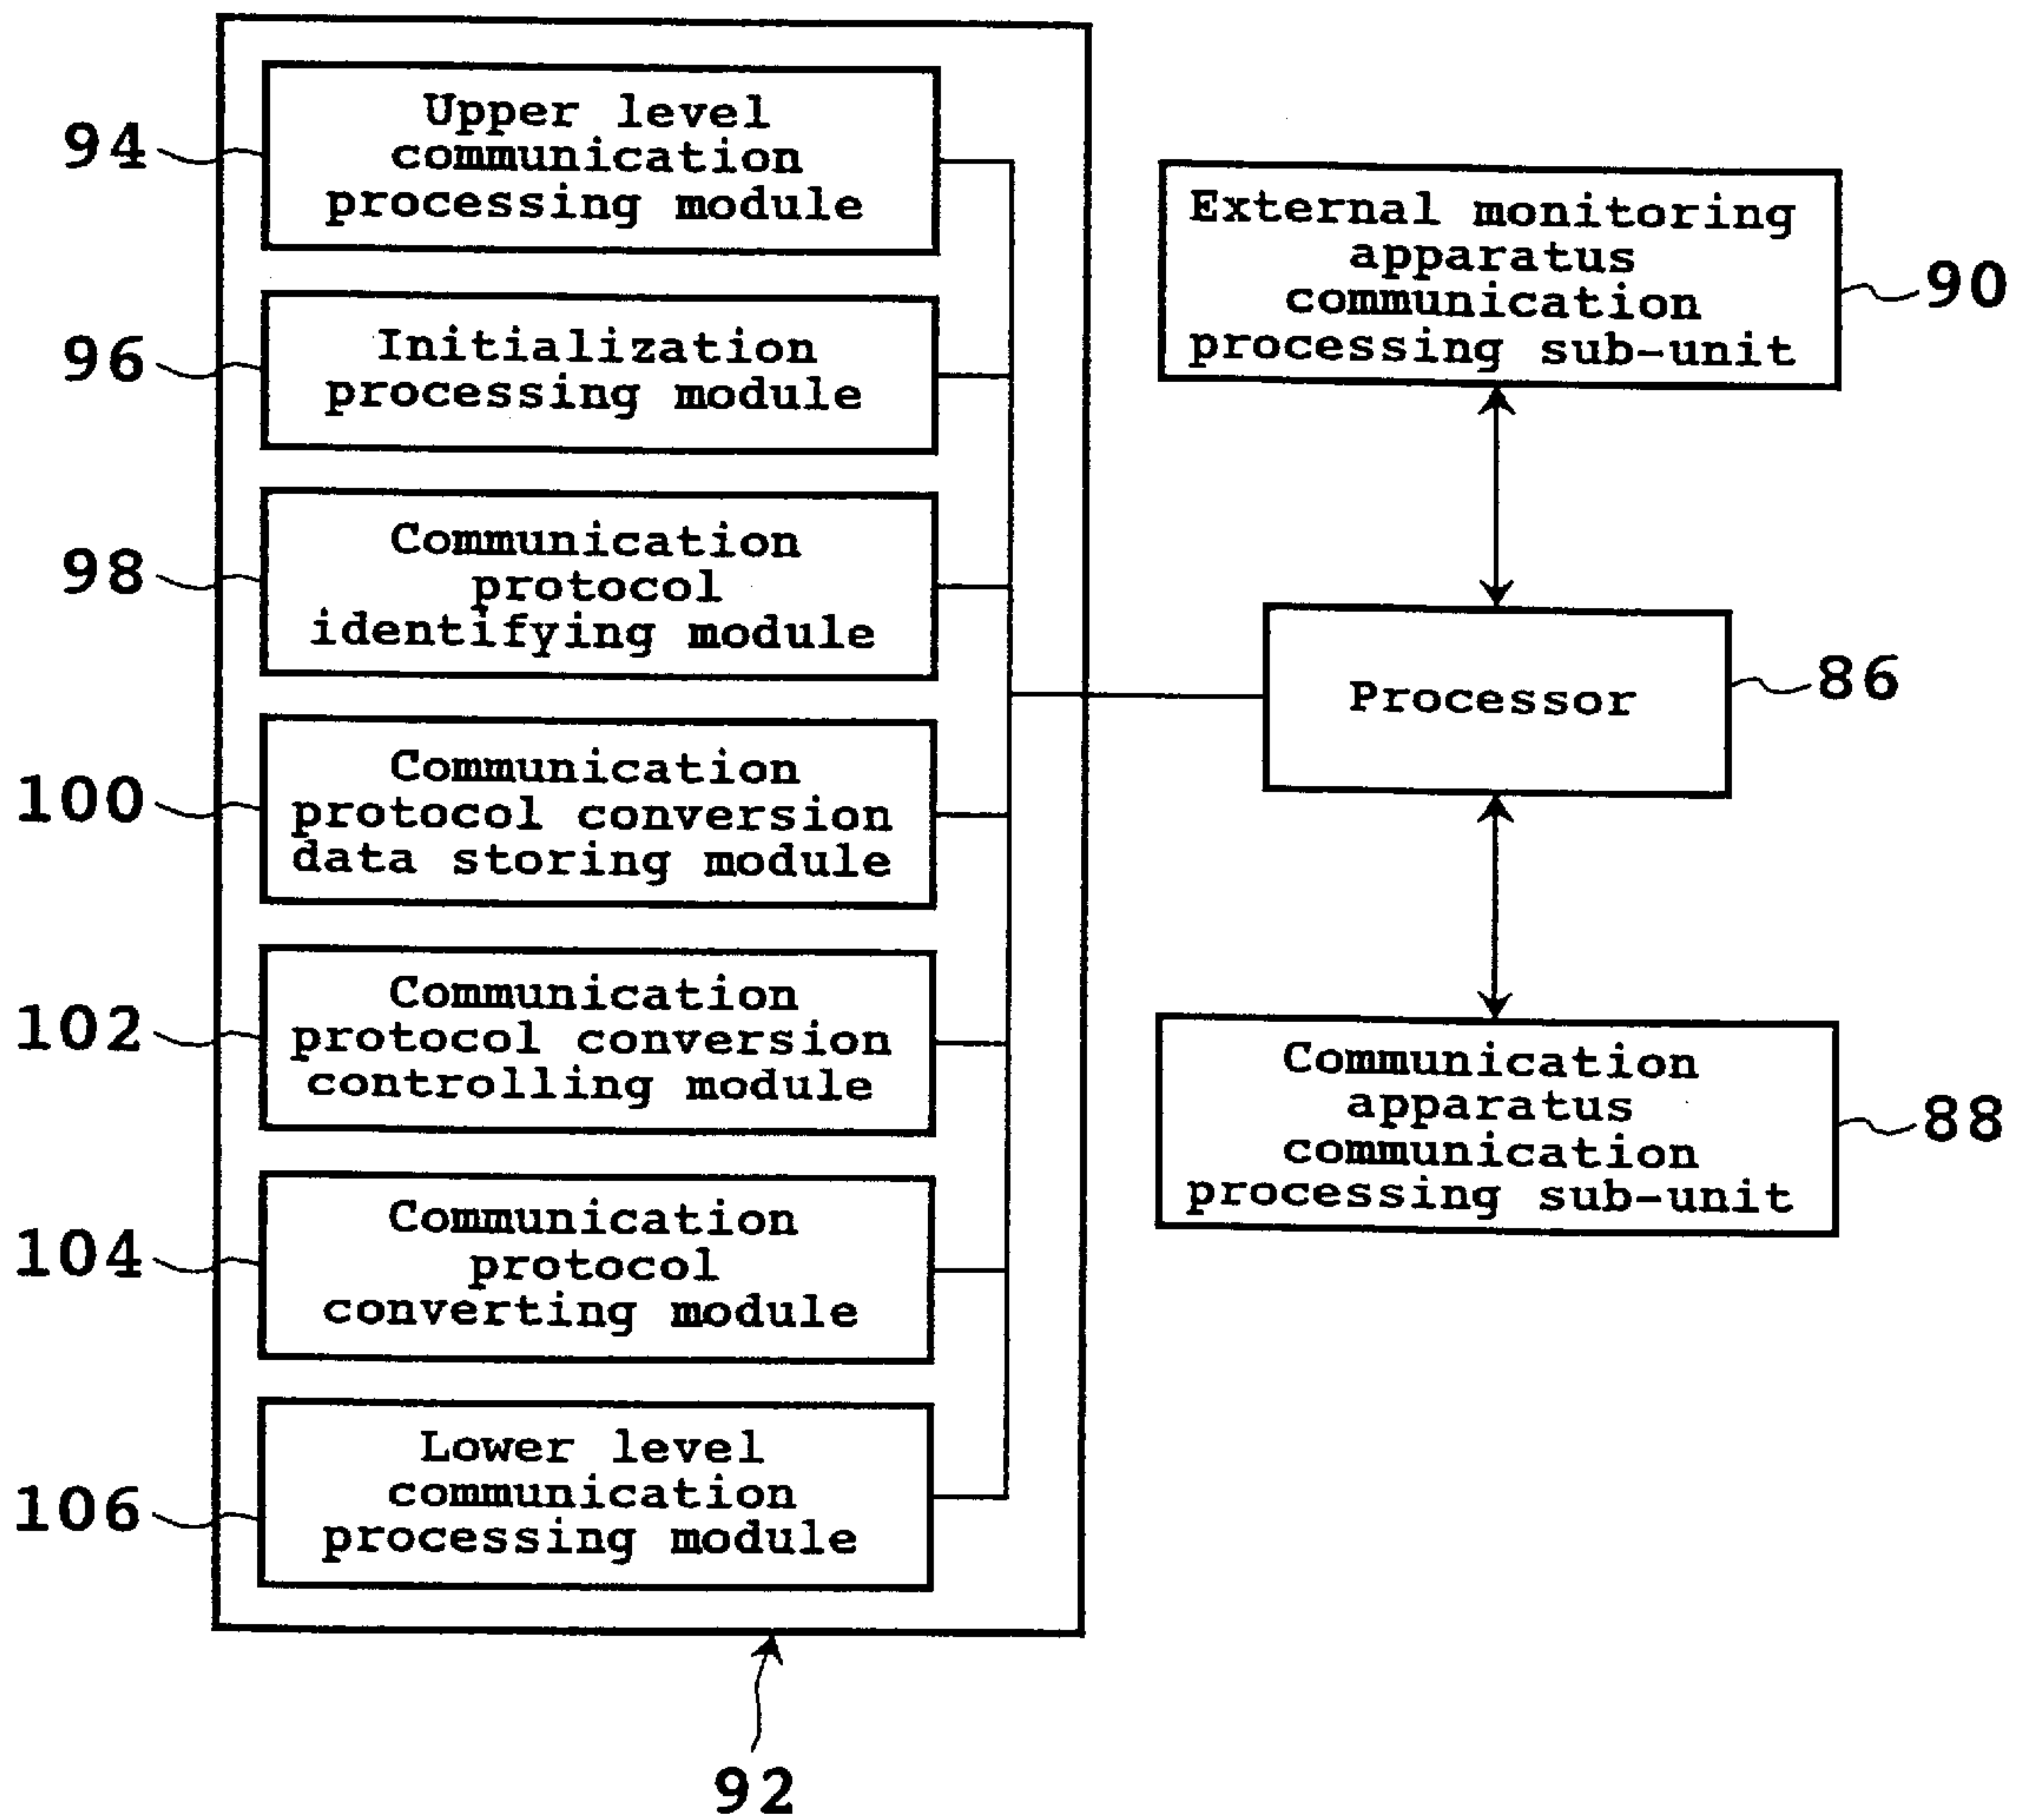 94
Upper level
communication
processing module
96
Initialization
processing module
98
Communication
protocol
identifying module
100
Communication
protocol conversion
data storing module
102
Communication
protocol conversion
controlling module
104
Communication
protocol
converting module
106
Lower level
communication
processing module
92
External monitoring
apparatus
communication
processing sub-unit
90
Processor
86
Communication
apparatus
communication
processing sub-unit
88